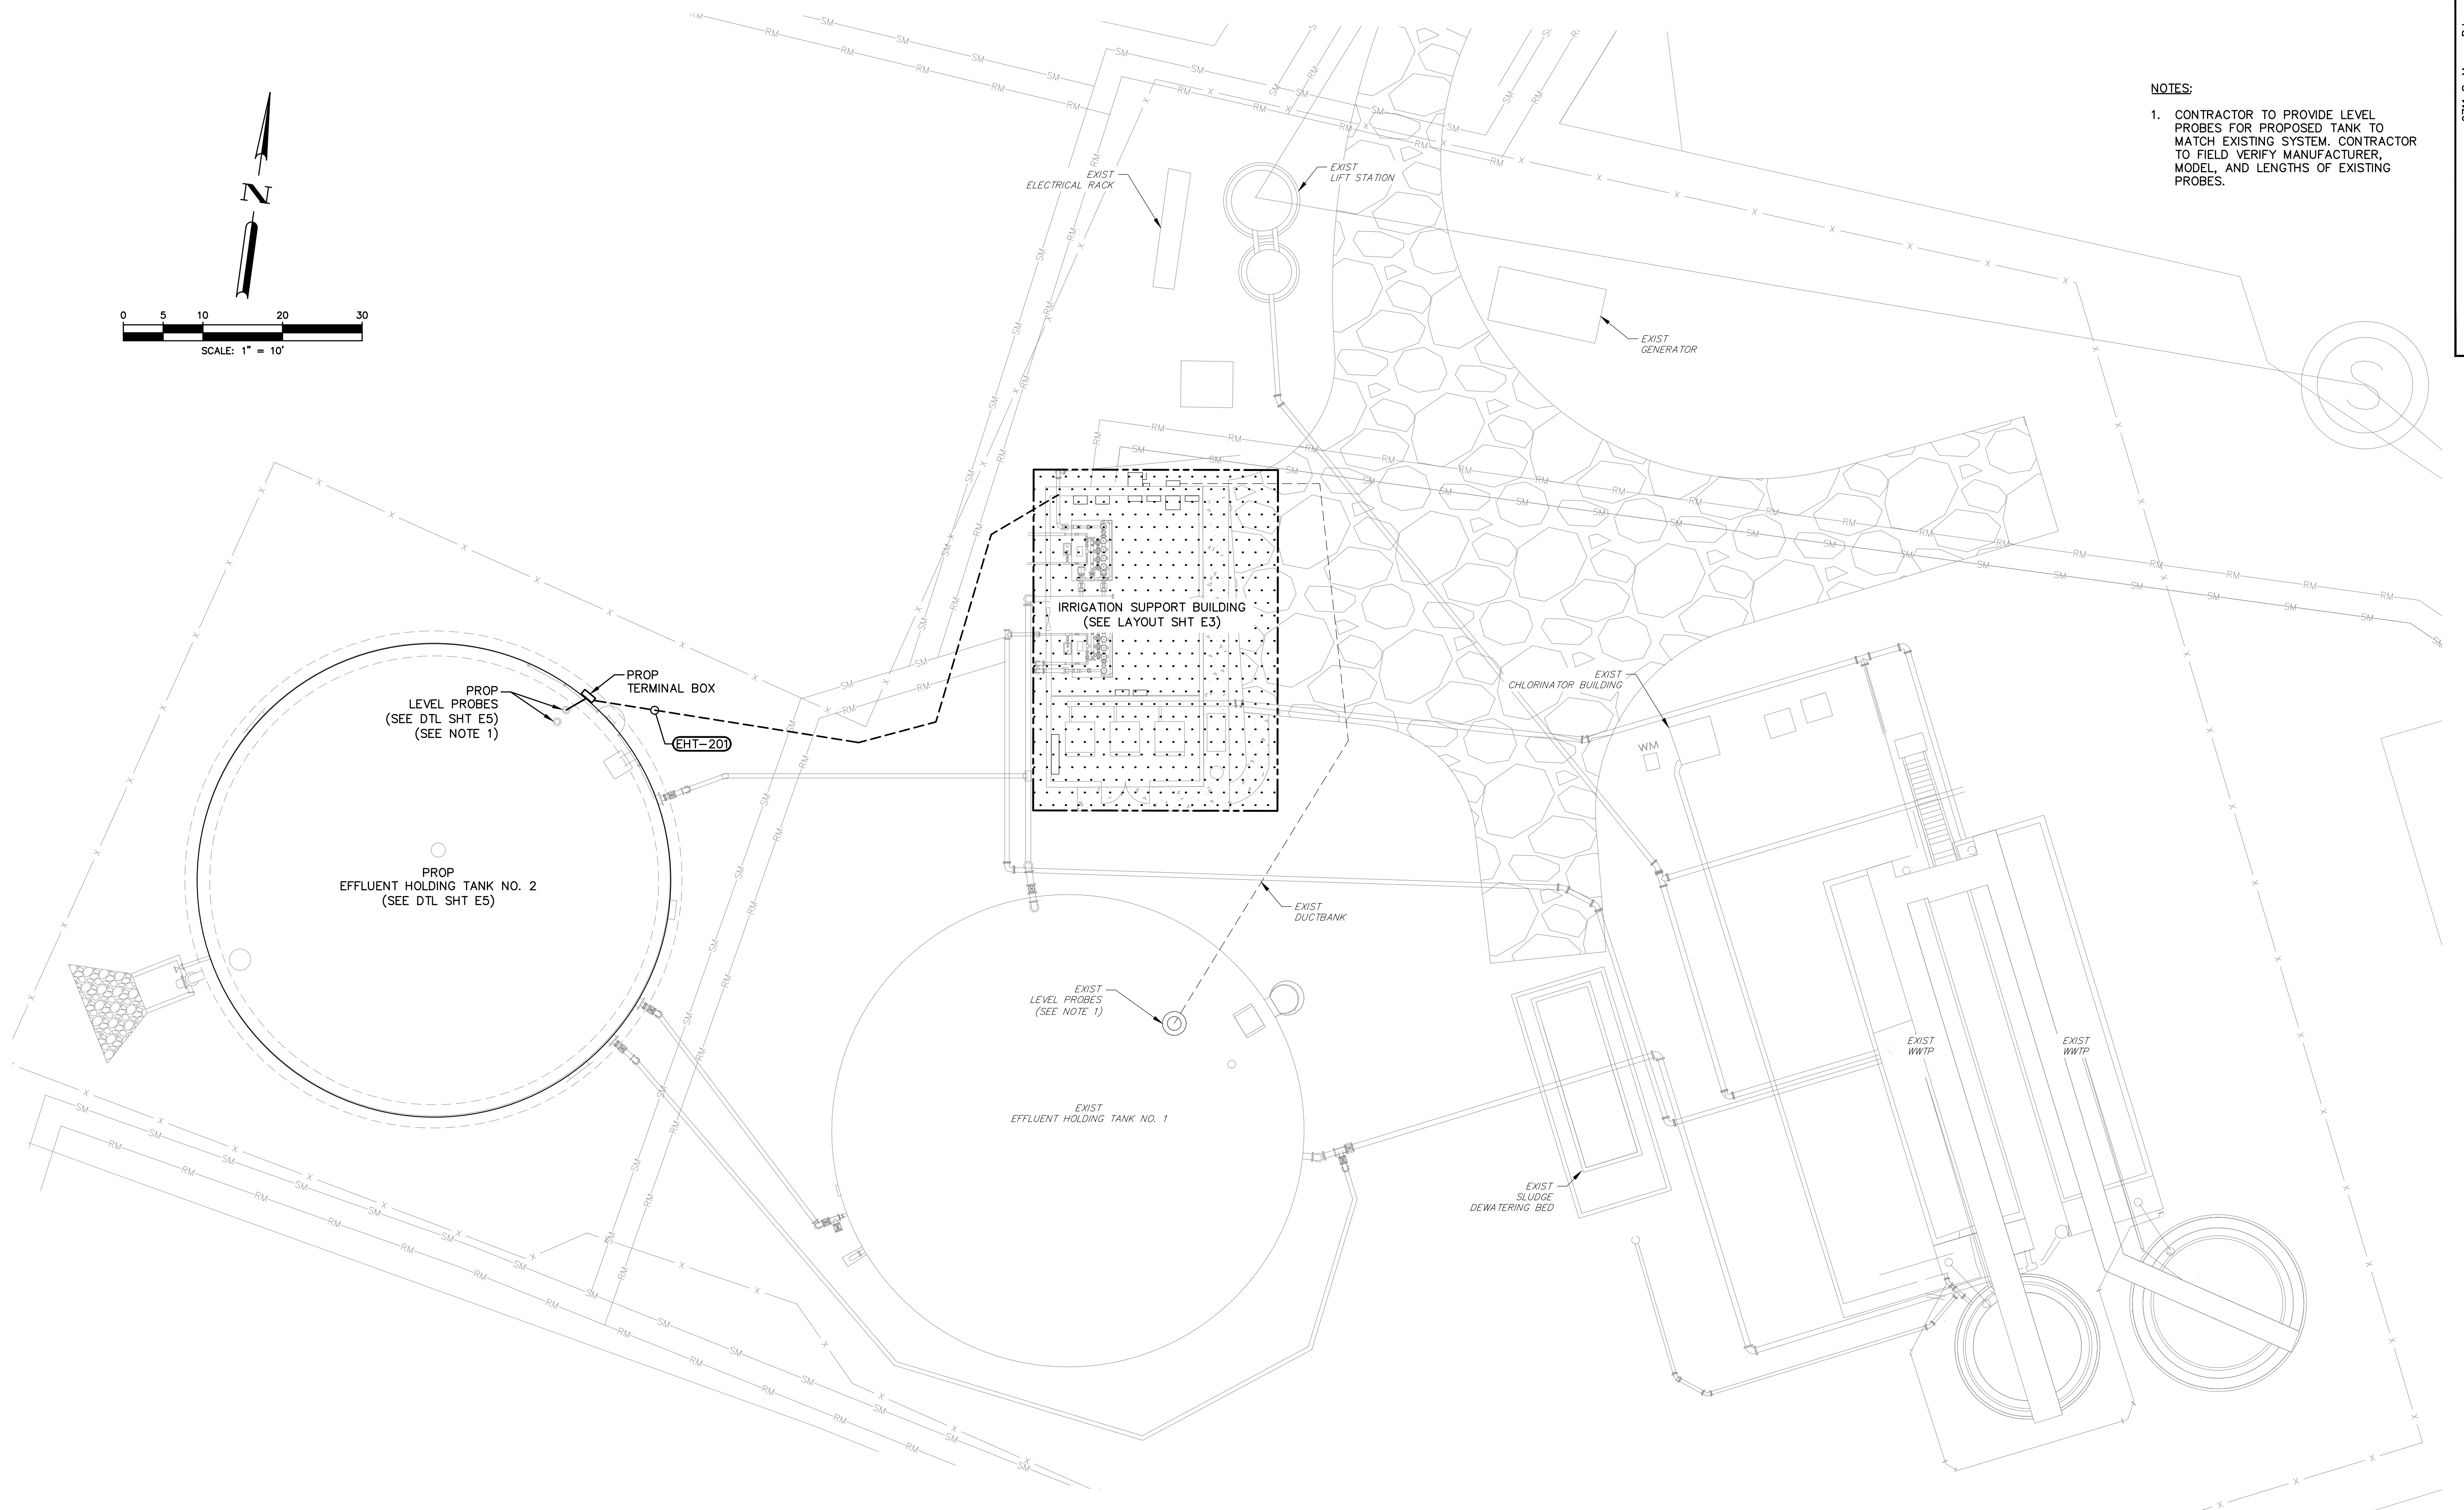 NOTES:
1. CONTRACTOR TO PROVIDE LEVEL
PROBES FOR PROPOSED TANK TO
MATCH EXISTING SYSTEM. CONTRACTOR
TO FIELD VERIFY MANUFACTURER,
MODEL, AND LENGTHS OF EXISTING
PROBES.
N
0 5 10 20 30
SCALE: 1" = 10'
EXIST
ELECTRICAL RACK
EXIST
LIFT STATION
EXIST
GENERATOR
S
IRRIGATION SUPPORT BUILDING
(SEE LAYOUT SHT E3)
PROP
TERMINAL BOX
PROP
LEVEL PROBES
(SEE DTL SHT E5)
(SEE NOTE 1)
EHT-201
EXIST
CHLORINATOR BUILDING
WM
PROP
EFFLUENT HOLDING TANK NO. 2
(SEE DTL SHT E5)
EXIST
DUCTBANK
EXIST
LEVEL PROBES
(SEE NOTE 1)
EXIST
WWTP
EXIST
WWTP
EXIST
EFFLUENT HOLDING TANK NO. 1
EXIST
SLUDGE
DEWATERING BED
SM
RM
X